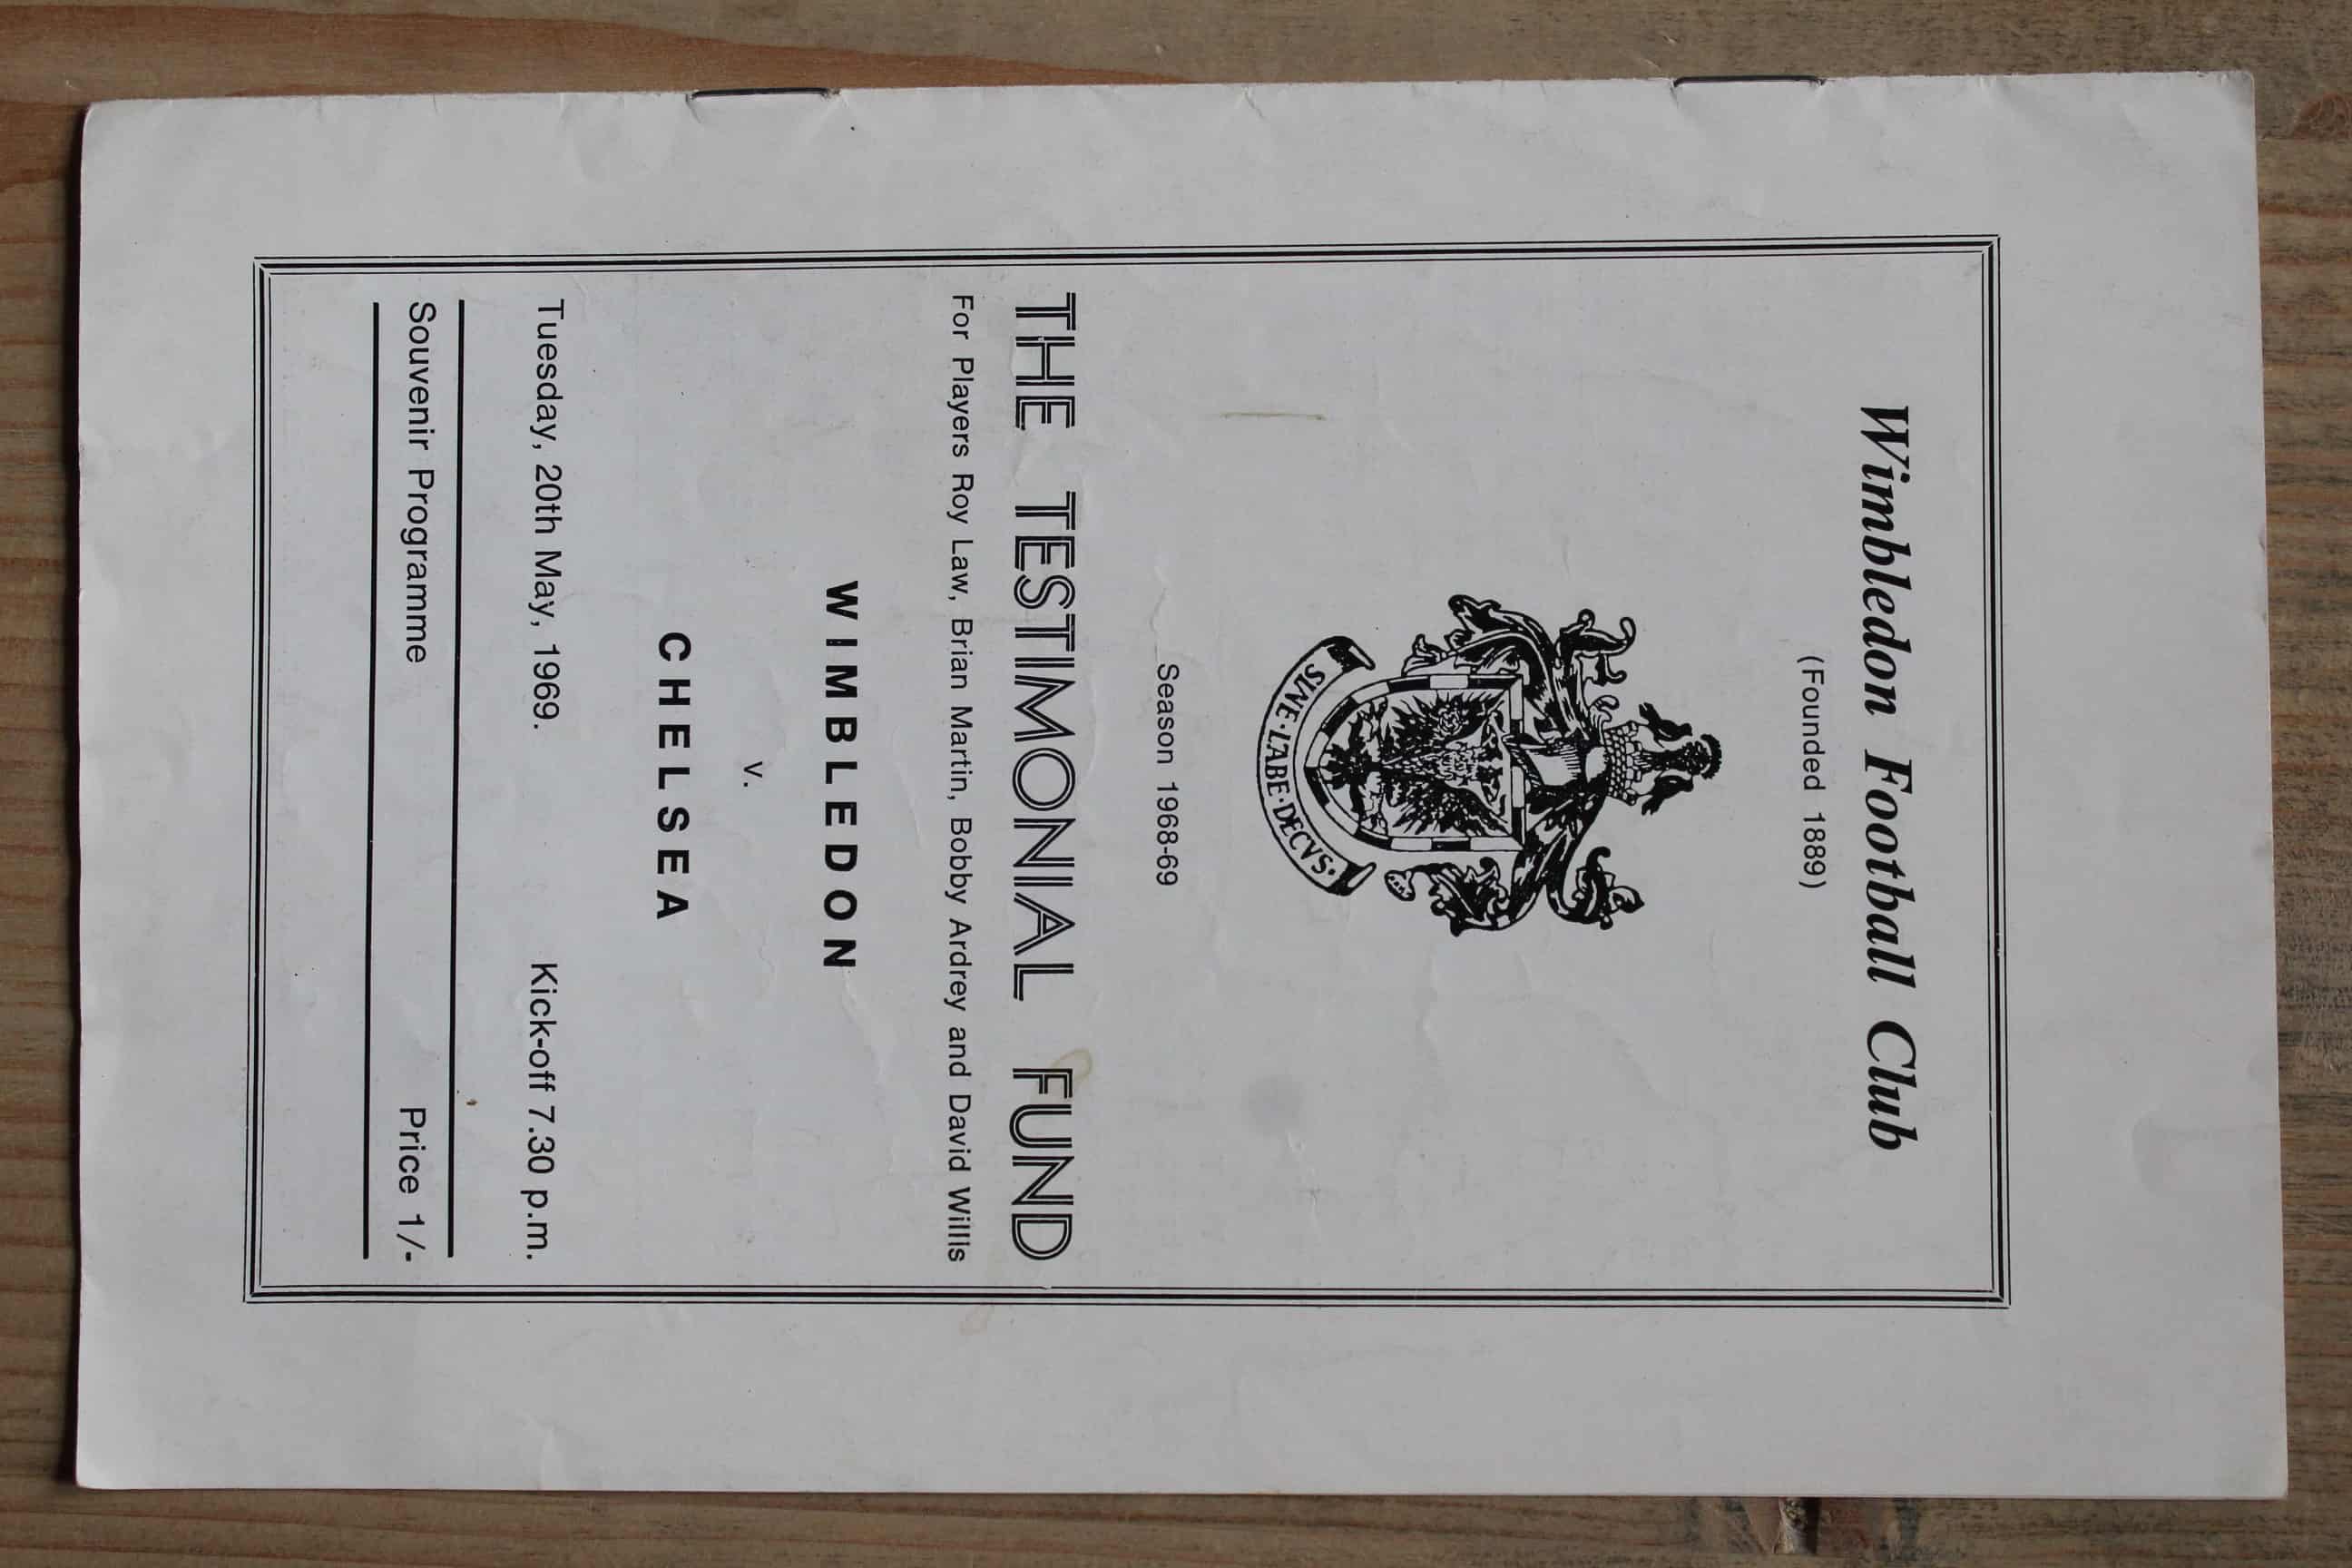 Wimbledon Football Club
(Founded 1889)
SINE·LABE·DECVS·
Season 1968-69
THE TESTIMONIAL FUND
For Players Roy Law, Brian Martin, Bobby Ardrey and David Willis
WIMBLEDON
v.
CHELSEA
Tuesday, 20th May, 1969. Kick-off 7.30 p.m.
Souvenir Programme Price 1/-